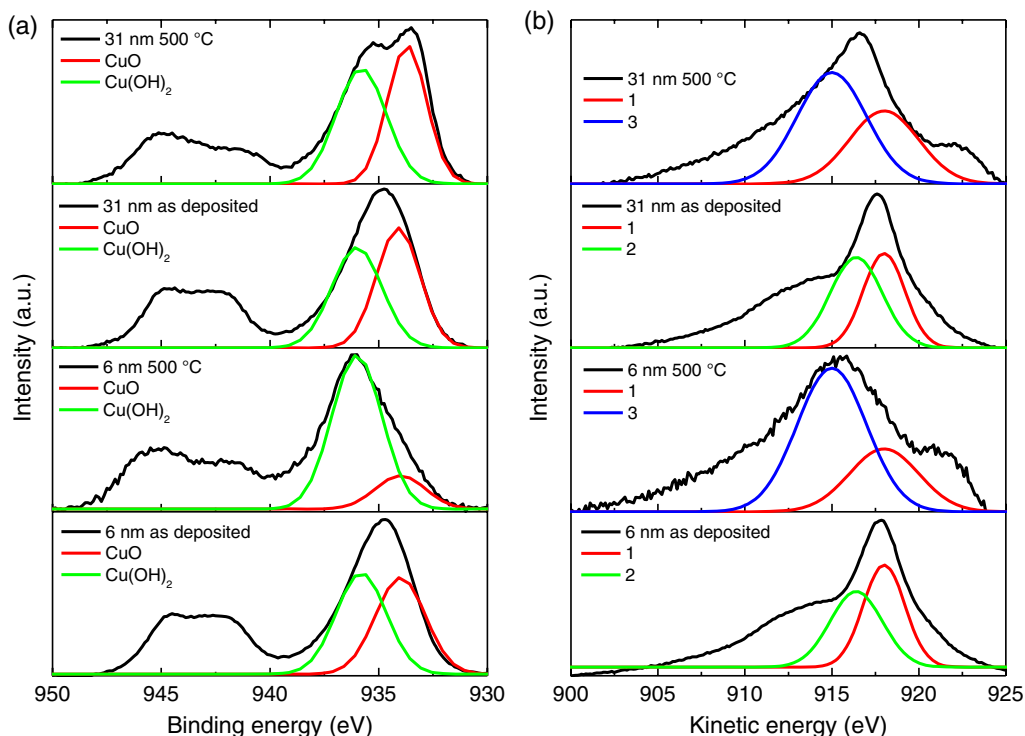 (a)
31 nm 500 °C
CuO
Cu(OH)₂
31 nm as deposited
CuO
Cu(OH)₂
6 nm 500 °C
CuO
Cu(OH)₂
6 nm as deposited
CuO
Cu(OH)₂
Intensity (a.u.)
950 945 940 935 930
Binding energy (eV)
(b)
31 nm 500 °C
1
3
31 nm as deposited
1
2
6 nm 500 °C
1
3
6 nm as deposited
1
2
Intensity (a.u.)
900 905 910 915 920 925
Kinetic energy (eV)